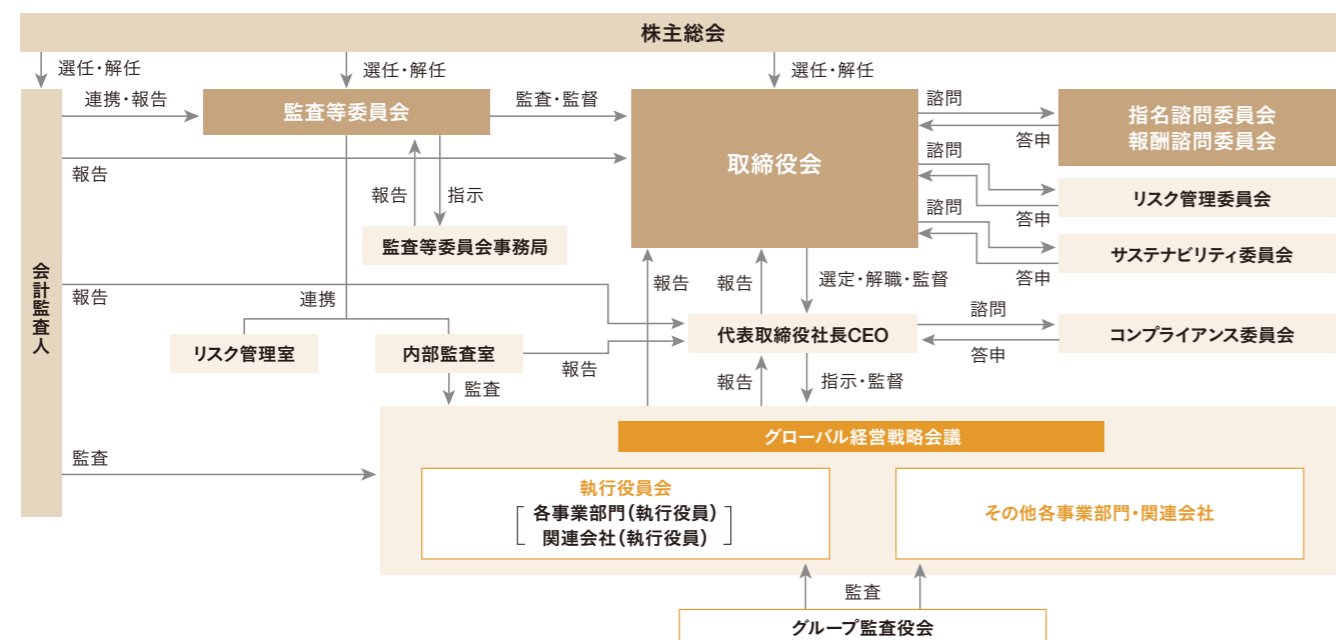 株主総会
選任・解任
選任・解任
選任・解任
連携・報告
監査等委員会
監査・監督
取締役会
諮問
答申
指名諮問委員会
報酬諮問委員会
報告
諮問
答申
リスク管理委員会
報告
指示
諮問
答申
サステナビリティ委員会
監査等委員会事務局
会計監査人
報告
連携
報告
報告
選定・解職・監督
代表取締役社長CEO
諮問
答申
コンプライアンス委員会
リスク管理室
内部監査室
報告
監査
報告
指示・監督
グローバル経営戦略会議
監査
執行役員会
各事業部門(執行役員)
関連会社(執行役員)
その他各事業部門・関連会社
監査
グループ監査役会